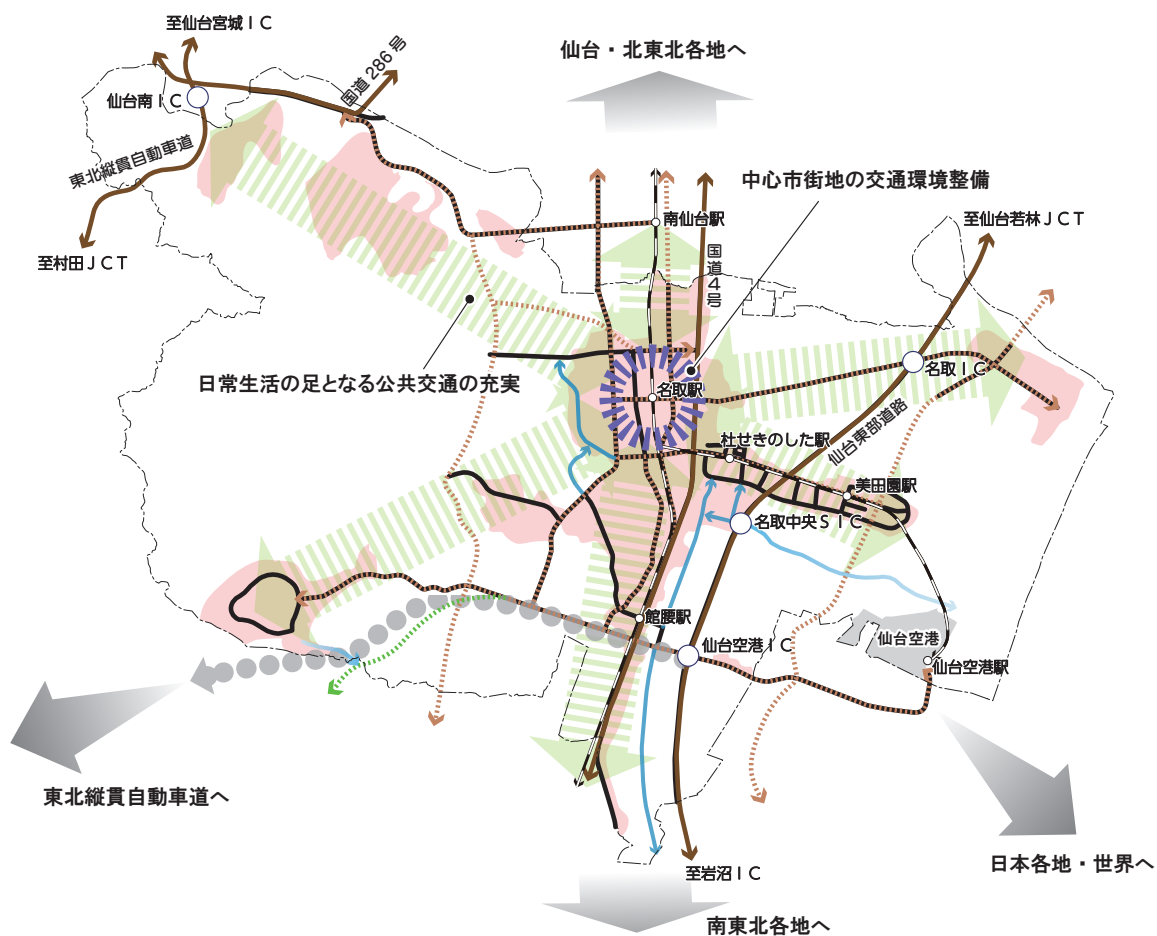 至仙台宮城ＩＣ
仙台・北東北各地へ
国道286号
仙台南ＩＣ
東北縦貫自動車道
中心市街地の交通環境整備
至村田ＪＣＴ
南仙台駅
至仙台若林ＪＣＴ
国道4号
日常生活の足となる公共交通の充実
名取駅
名取ＩＣ
仙台東部道路
杜せきのした駅
美田園駅
名取中央ＳＩＣ
館腰駅
仙台空港ＩＣ
仙台空港
仙台空港駅
東北縦貫自動車道へ
日本各地・世界へ
至岩沼ＩＣ
南東北各地へ